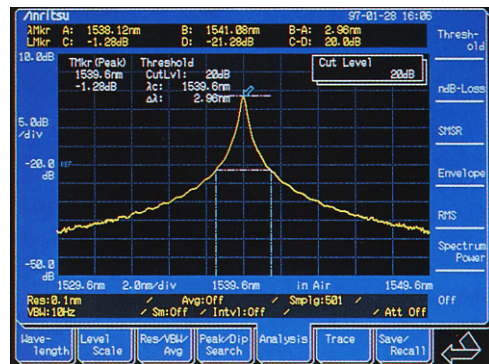 Anritsu 97-01-28 16:06
λMkr A: 1538.12nm B: 1541.08nm B-A: 2.96nm
LMkr C: -1.28dB D: -21.28dB C-D: 20.0dB
Thresh-
old
10.0dB
TMkr(Peak) Threshold
1539.6nm CutLvl: 20dB
-1.28dB λc: 1539.6nm
Δλ: 2.96nm
Cut Level
20dB
ndB-Loss
5.0dB
/div
SMSR
-20.0 REF
dB
Envelope
RMS
Spectrum
Power
-50.0
dB
1529.6nm 2.0nm/div 1539.6nm in Air 1549.6nm
Res:0.1nm / Avg:Off / Smplg:501 /
VBW:10Hz / Sm:Off / Intvl:Off / / Att Off
Off
Wave-
length
Level
Scale
Res/VBW/
Avg
Peak/Dip
Search
Analysis
Trace
Save/
Recall